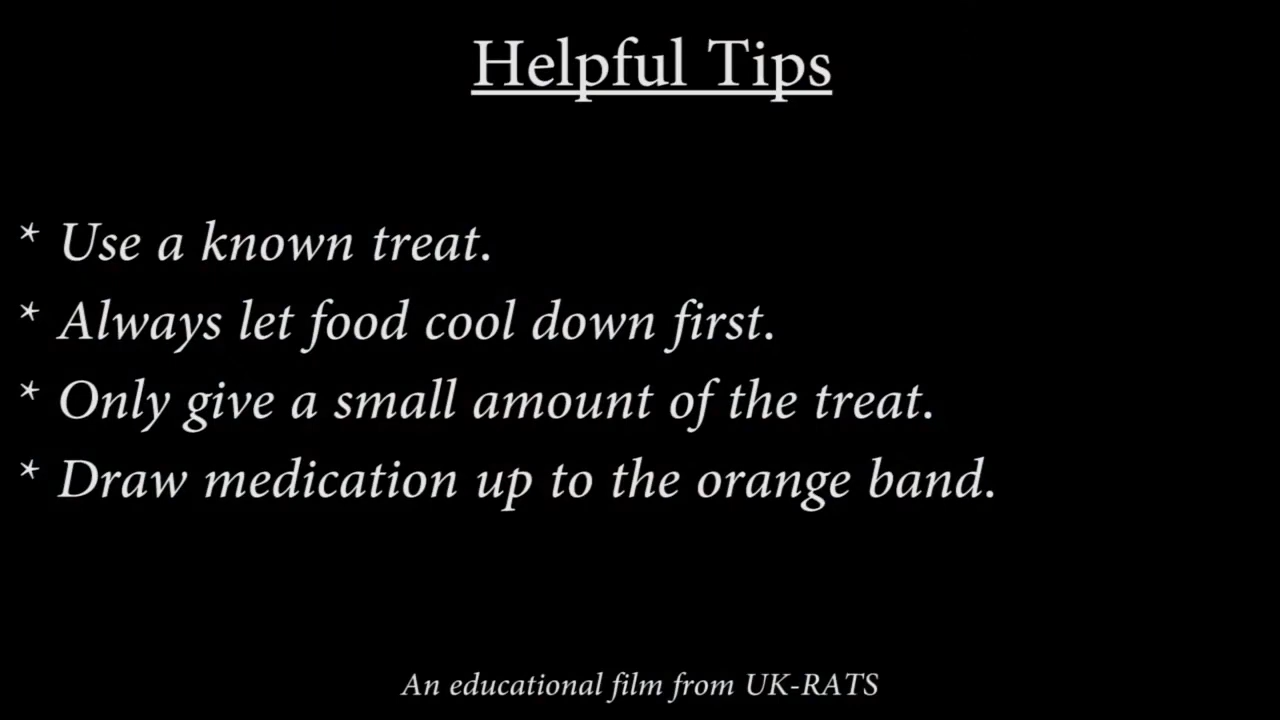 Helpful Tips
* Use a known treat.
* Always let food cool down first.
* Only give a small amount of the treat.
* Draw medication up to the orange band.
An educational film from UK-RATS